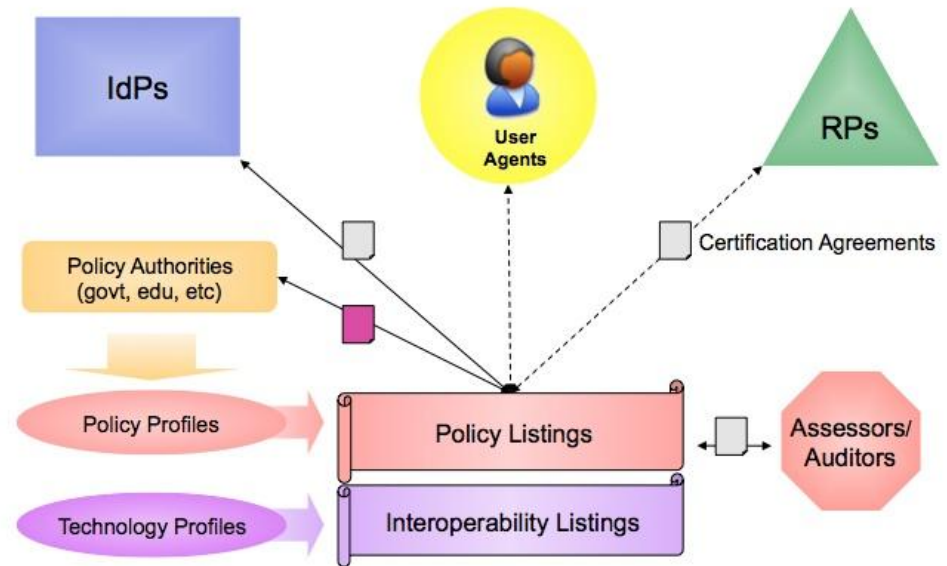 IdPs
User
Agents
RPs
Certification Agreements
Policy Authorities
(govt, edu, etc)
Policy Profiles
Policy Listings
Assessors/
Auditors
Technology Profiles
Interoperability Listings